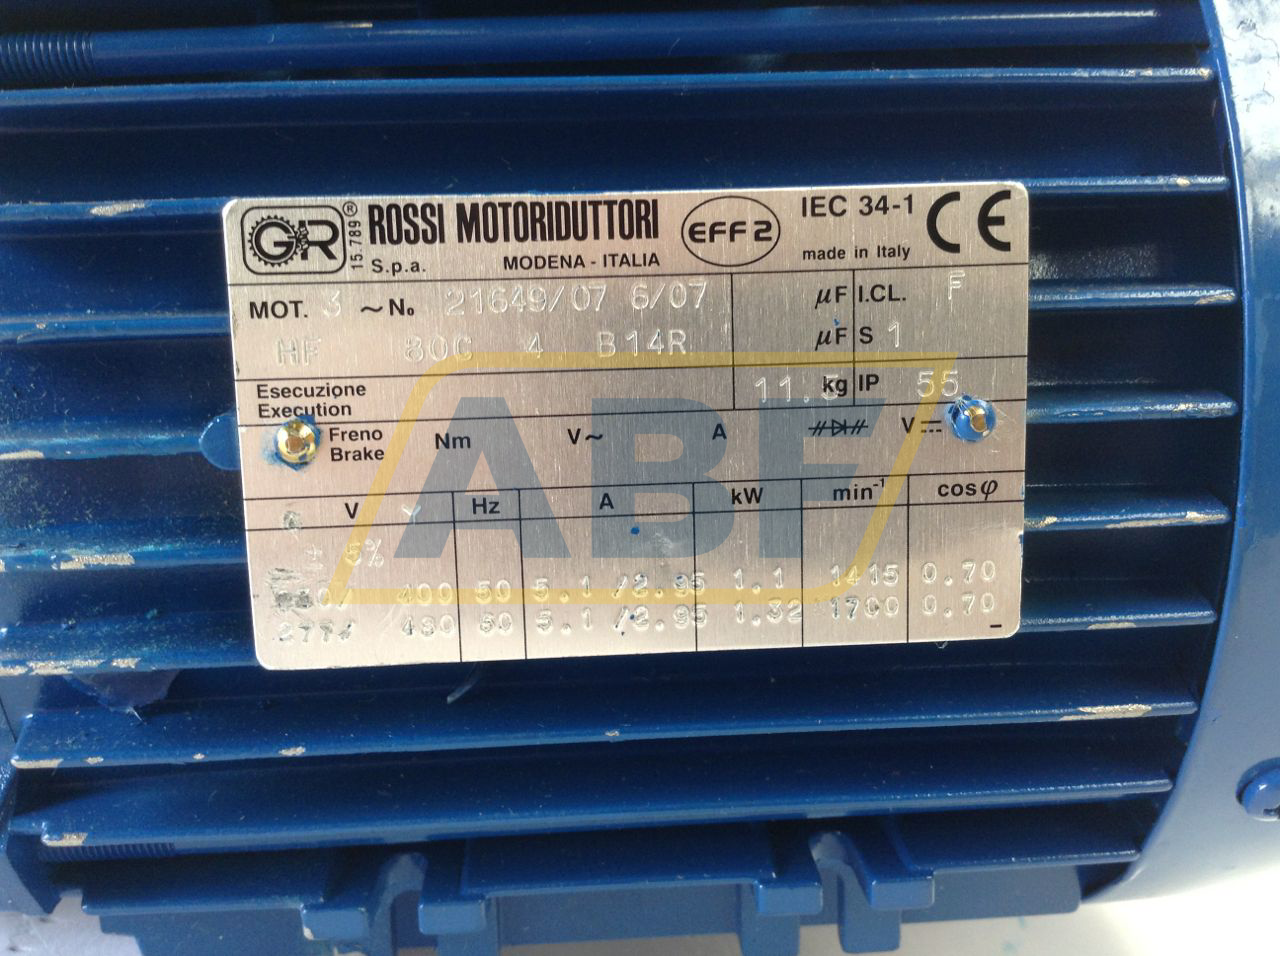 GR ® ROSSI MOTORIDUTTORI EFF2 IEC 34-1 CE
15.789 S.p.a. MODENA - ITALIA made in Italy
MOT. 3 ~ No 21649/07 6/07 µF I.CL. F
HF 80C 4 B14R µF S 1
Esecuzione
Execution 11.5 kg IP 55
Freno
Brake Nm V~ A V
V Y Hz A kW min-1 cosφ
± 5%
400 50 5.1 /2.95 1.1 1415 0.70
277/ 480 60 5.1 /2.95 1.32 1700 0.70
ABF